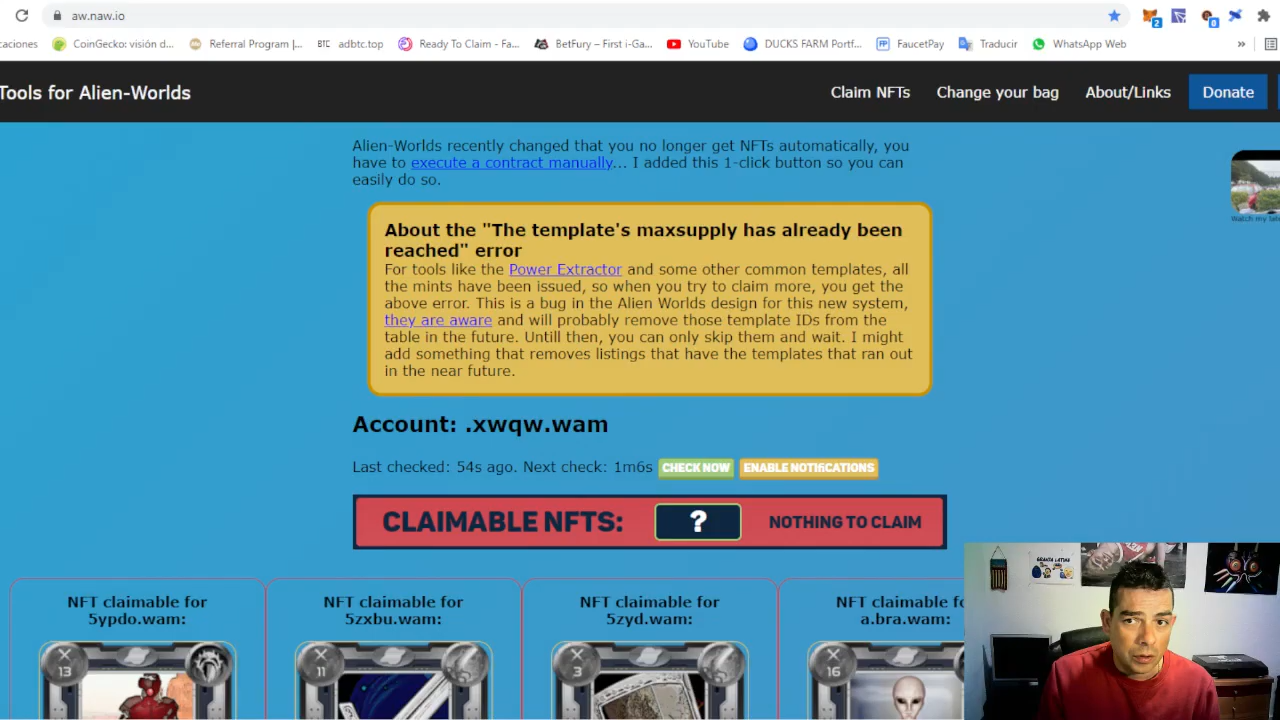 aw.naw.io
2
0
ciones
CoinGecko: visión d...
Referral Program |...
BTC
adbtc.top
Ready To Claim - Fa...
BetFury – First i-Ga...
YouTube
DUCKS FARM Portf...
FP
FaucetPay
Traducir
WhatsApp Web
»
Tools for Alien-Worlds
Claim NFTs
Change your bag
About/Links
Donate
Alien-Worlds recently changed that you no longer get NFTs automatically, you
have to execute a contract manually... I added this 1-click button so you can
easily do so.
Watch my
About the "The template's maxsupply has already been
reached" error
For tools like the Power Extractor and some other common templates, all
the mints have been issued, so when you try to claim more, you get the
above error. This is a bug in the Alien Worlds design for this new system,
they are aware and will probably remove those template IDs from the
table in the future. Untill then, you can only skip them and wait. I might
add something that removes listings that have the templates that ran out
in the near future.
Account: .xwqw.wam
Last checked: 54s ago. Next check: 1m6s CHECK NOW ENABLE NOTIFICATIONS
CLAIMABLE NFTS: ? NOTHING TO CLAIM
NFT claimable for
5ypdo.wam:
13
NFT claimable for
5zxbu.wam:
11
NFT claimable for
5zyd.wam:
3
NFT claimable fo
a.bra.wam:
16